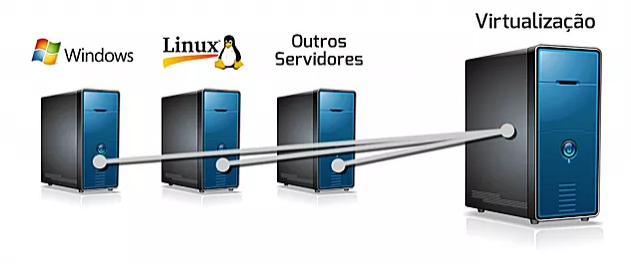 Windows
Linux
Outros
Servidores
Virtualização